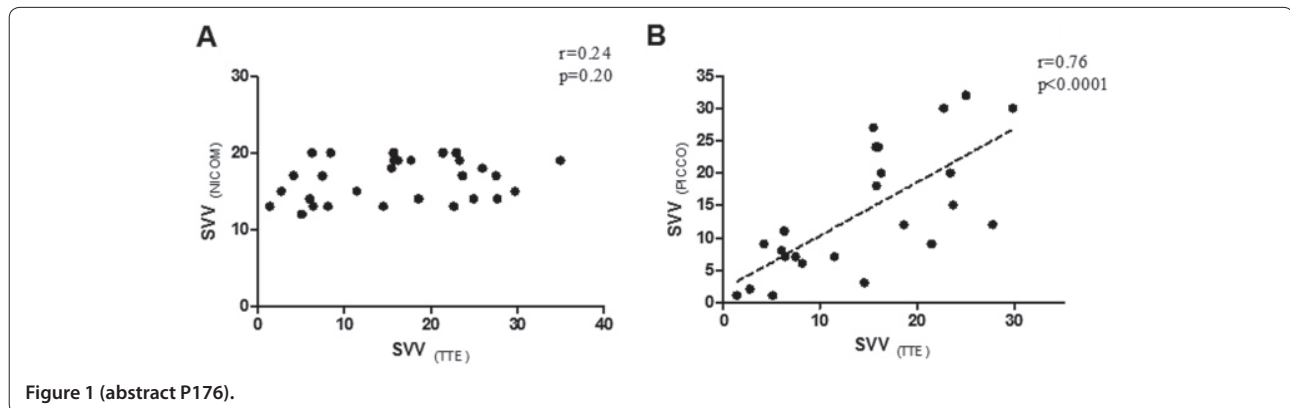 A
r=0.24
p=0.20
30
20
10
0
SVV (NICOM)
0 10 20 30 40
SVV (TTE)
B
r=0.76
p<0.0001
35
30
25
20
15
10
5
0
SVV (PICCO)
0 10 20 30
SVV (TTE)
Figure 1 (abstract P176).